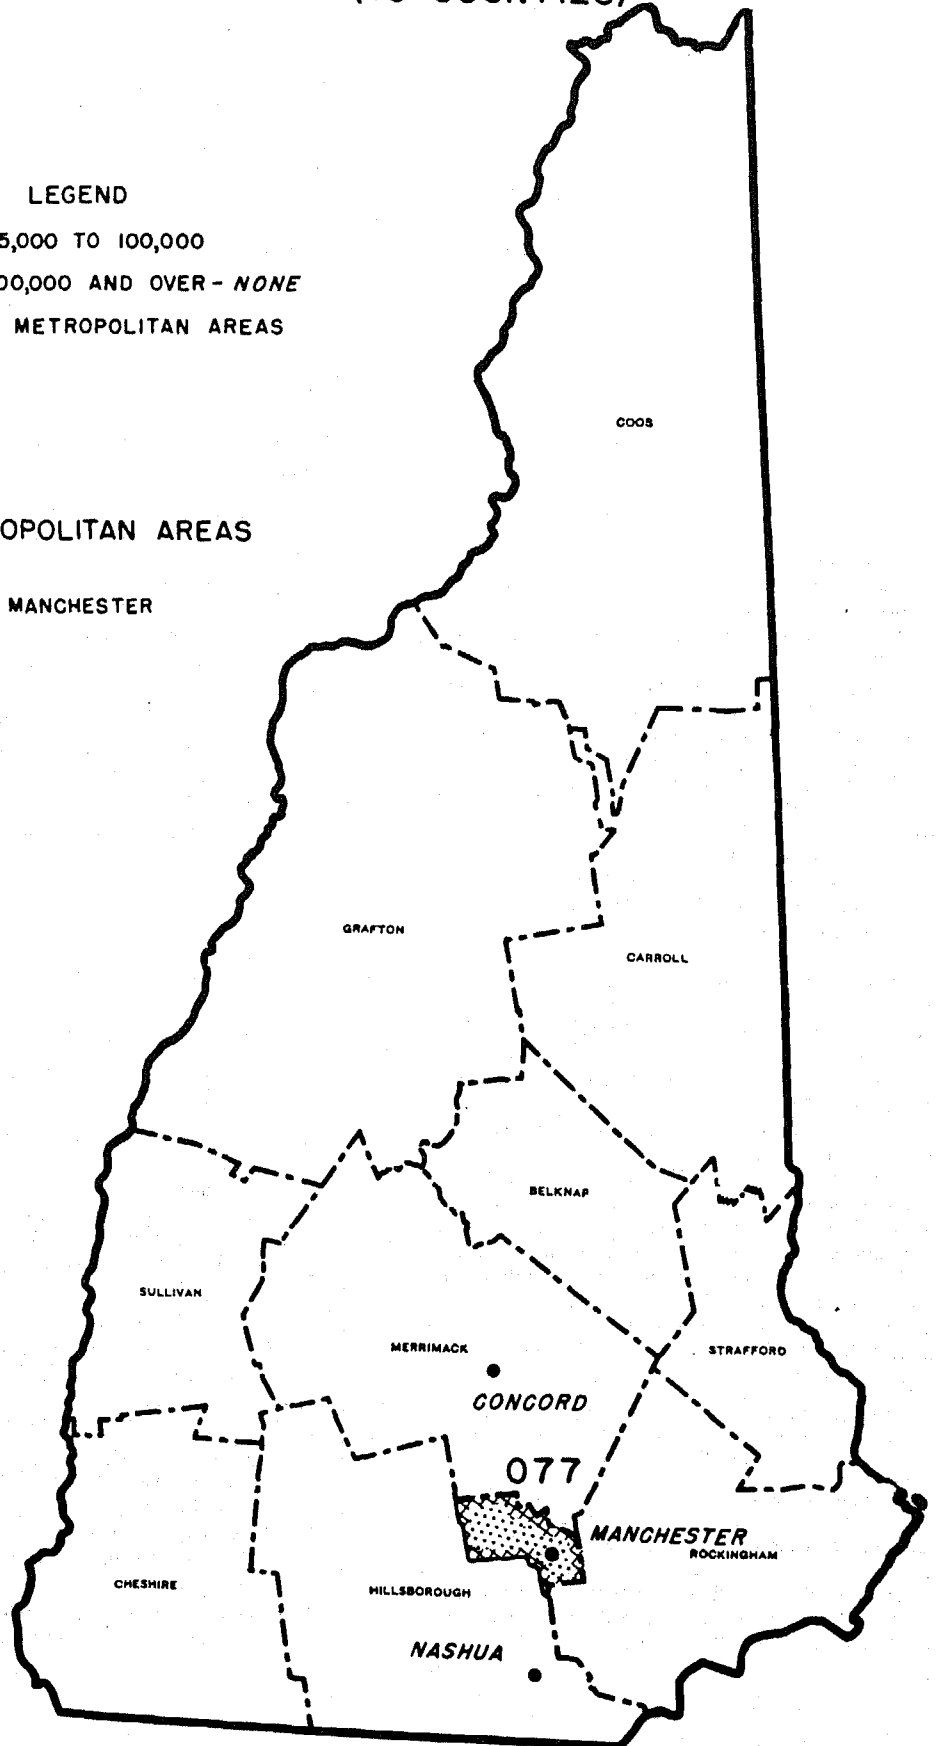 LEGEND
5,000 TO 100,000
00,000 AND OVER - NONE
METROPOLITAN AREAS
OPOLITAN AREAS
MANCHESTER
COOS
GRAFTON
CARROLL
BELKNAP
SULLIVAN
MERRIMACK
STRAFFORD
CONCORD
077
MANCHESTER
ROCKINGHAM
CHESHIRE
HILLSBOROUGH
NASHUA